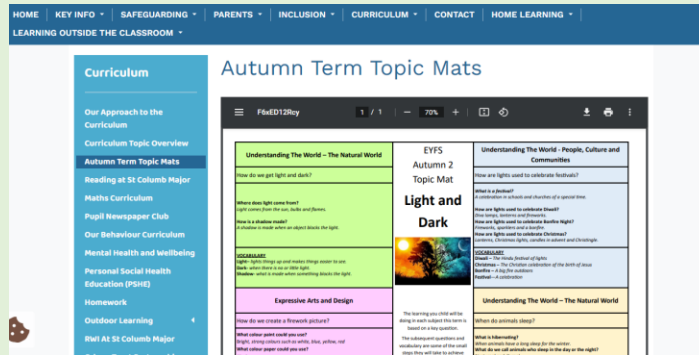 HOME KEY INFO SAFEGUARDING PARENTS INCLUSION CURRICULUM CONTACT HOME LEARNING
LEARNING OUTSIDE THE CLASSROOM
Curriculum
Our Approach to the
Curriculum
Curriculum Topic Overview
Autumn Term Topic Mats
Reading at St Columb Major
Maths Curriculum
Pupil Newspaper Club
Our Behaviour Curriculum
Mental Health and Wellbeing
Personal Social Health
Education (PSHE)
Homework
Outdoor Learning
RWI At St Columb Major
Autumn Term Topic Mats
F6xED12Rcy 1 / 1 70%
Understanding The World – The Natural World
How do we get light and dark?
Where does light come from?
Light comes from the sun, bulbs and flames.
How is a shadow made?
A shadow is made when an object blocks the light.
VOCABULARY
Light– lights things up and makes things easier to see.
Dark- when there is no or little light.
Shadow- what is made when something blocks the light.
Expressive Arts and Design
How do we create a firework picture?
What colour paint could you use?
Bright, strong colours such as white, blue, yellow, red
What colour paper could you use?
EYFS
Autumn 2
Topic Mat
Light and
Dark
The learning you child will be
doing in each subject this term is
based on a key question.
The subsequent questions and
vocabulary are some of the small
steps they will take to achieve
Understanding The World - People, Culture and
Communities
How are lights used to celebrate festivals?
What is a festival?
A celebration in schools and churches of a special time.
How are lights used to celebrate Diwali?
Diva lamps, lanterns and fireworks.
How are lights used to celebrate Bonfire Night?
Fireworks, sparklers and a bonfire.
How are lights used to celebrate Christmas?
Lanterns, Christmas lights, candles in advent and Christingle.
VOCABULARY
Diwali – The Hindu festival of lights
Christmas – The Christian celebration of the birth of Jesus
Bonfire – A big fire outdoors
Festival – A celebration
Understanding The World – The Natural World
When do animals sleep?
What is hibernating?
When animals have a long sleep for the winter.
What do we call animals who sleep in the day or the night?